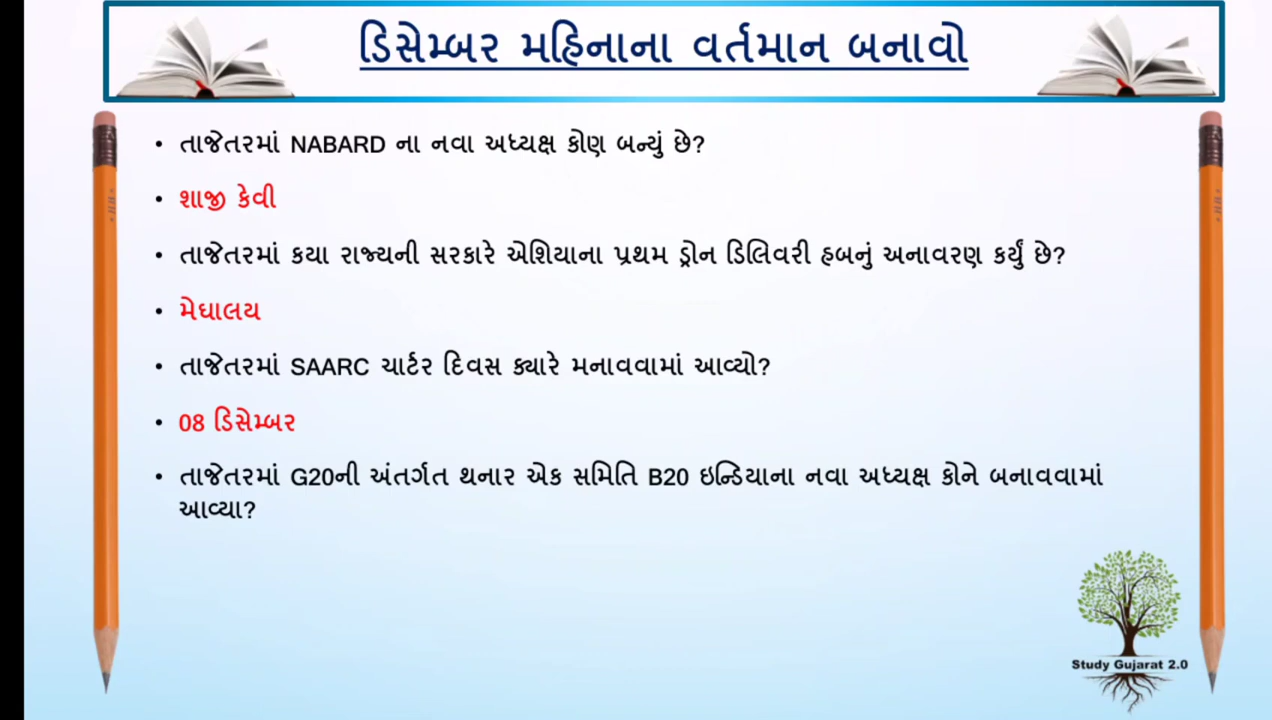 ડિસેમ્બર મહિનાના વર્તમાન બનાવો
• તાજેતરમાં NABARD ના નવા અધ્યક્ષ કોણ બન્યું છે?
• શાજી કેવી
• તાજેતરમાં કયા રાજ્યની સરકારે એશિયાના પ્રથમ ડ્રોન ડિલિવરી હબનું અનાવરણ કર્યું છે?
• મેઘાલય
• તાજેતરમાં SAARC ચાર્ટર દિવસ ક્યારે મનાવવામાં આવ્યો?
• 08 ડિસેમ્બર
• તાજેતરમાં G20ની અંતર્ગત થનાર એક સમિતિ B20 ઇન્ડિયાના નવા અધ્યક્ષ કોને બનાવવામાં
આવ્યા?
Study Gujarat 2.0